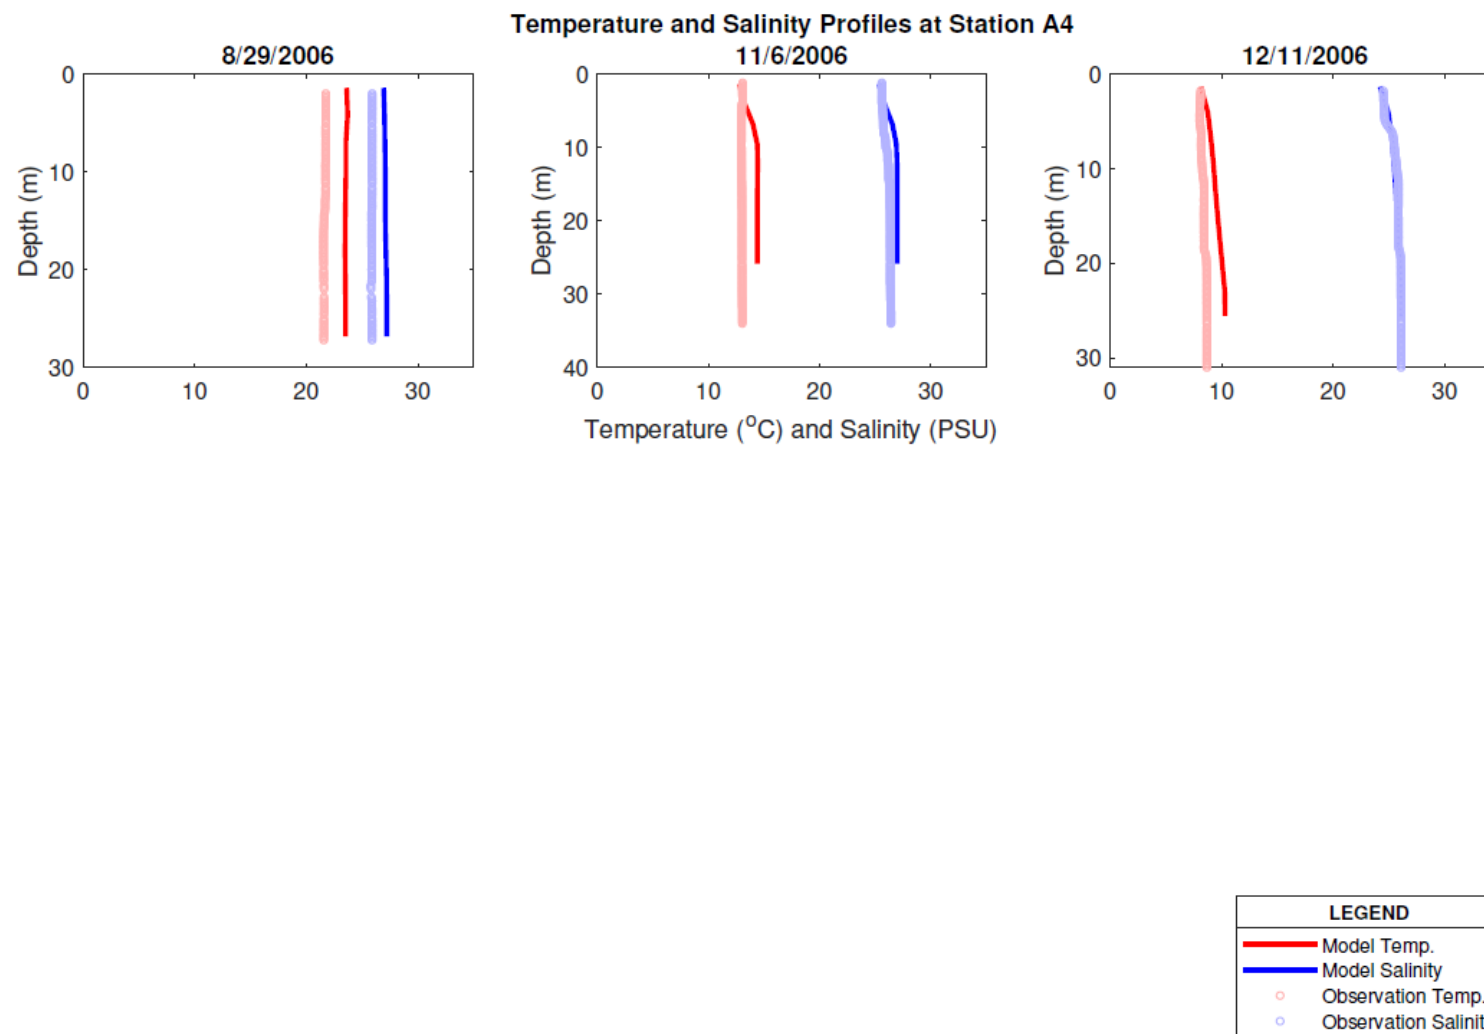 Temperature and Salinity Profiles at Station A4
8/29/2006
11/6/2006
12/11/2006
0
10
20
30
Depth (m)
0
10
20
30
0
10
20
30
40
Depth (m)
0
10
20
30
0
10
20
30
Depth (m)
0
10
20
30
Temperature (°C) and Salinity (PSU)
LEGEND
Model Temp.
Model Salinity
Observation Temp.
Observation Salinit